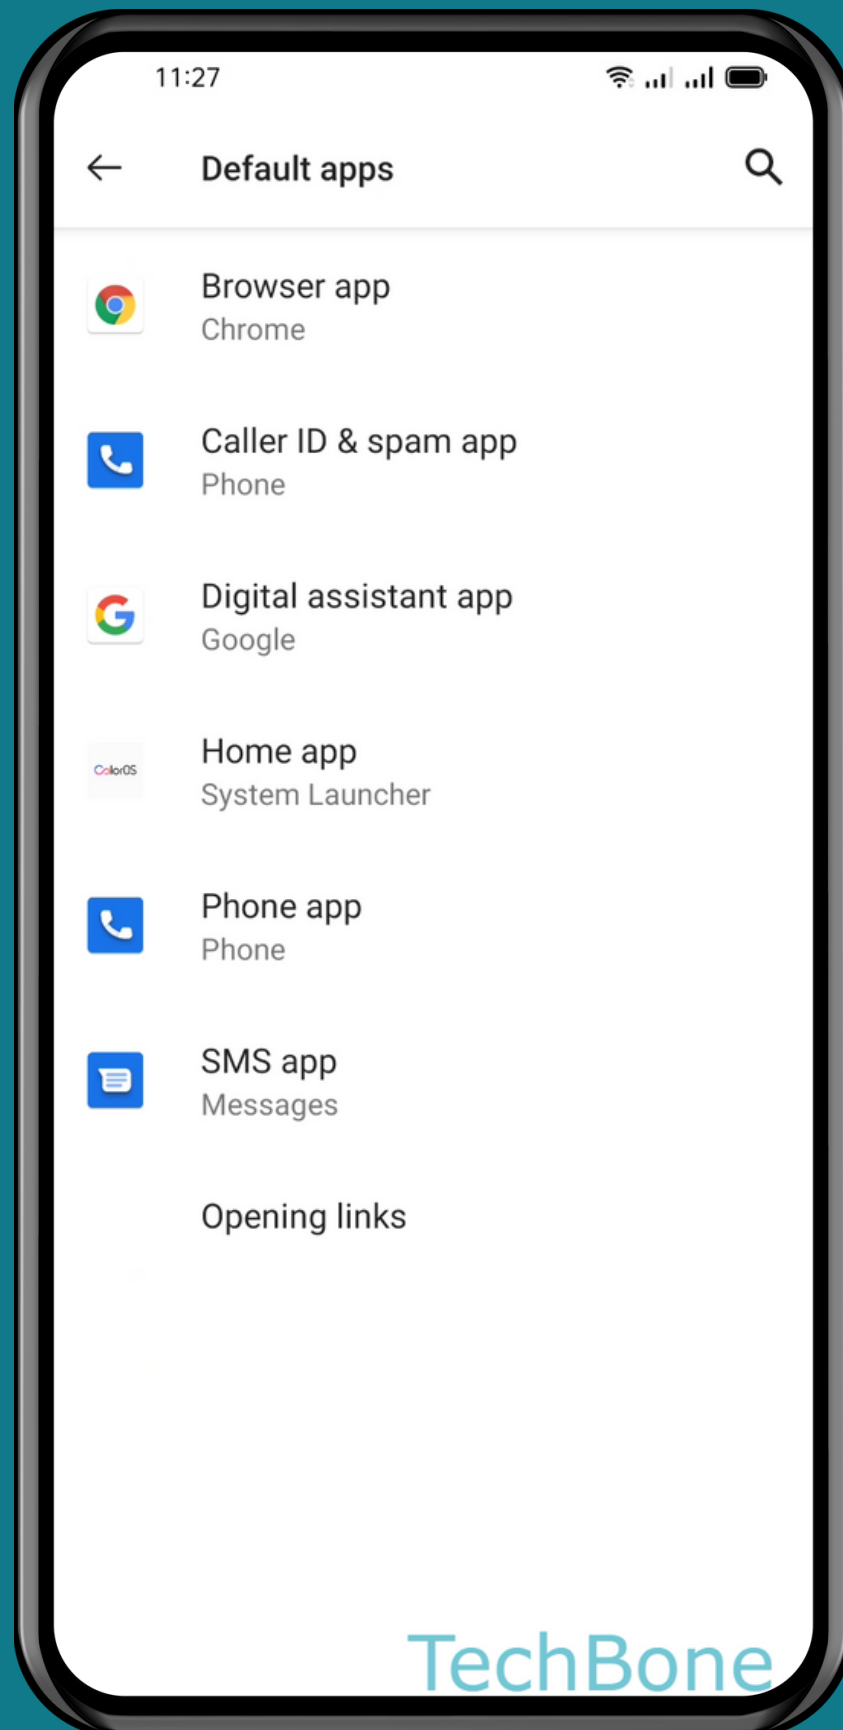 11:27
Default apps
Browser app
Chrome
Caller ID & spam app
Phone
Digital assistant app
Google
ColorOS
Home app
System Launcher
Phone app
Phone
SMS app
Messages
Opening links
TechBone